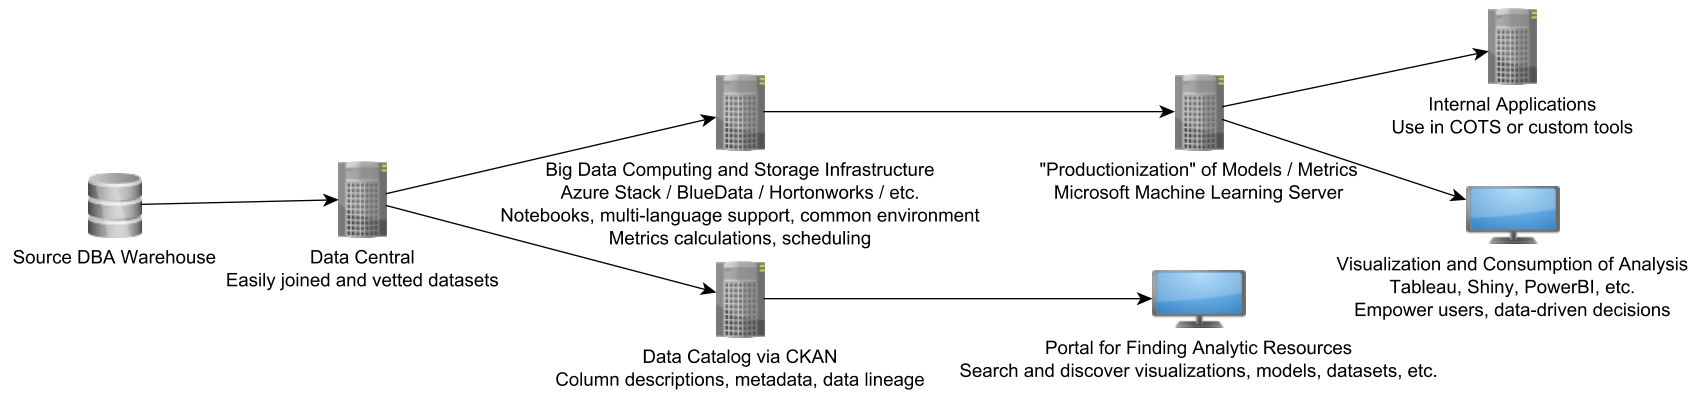 Source DBA Warehouse
Data Central
Easily joined and vetted datasets
Big Data Computing and Storage Infrastructure
Azure Stack / BlueData / Hortonworks / etc.
Notebooks, multi-language support, common environment
Metrics calculations, scheduling
Data Catalog via CKAN
Column descriptions, metadata, data lineage
"Productionization" of Models / Metrics
Microsoft Machine Learning Server
Portal for Finding Analytic Resources
Search and discover visualizations, models, datasets, etc.
Internal Applications
Use in COTS or custom tools
Visualization and Consumption of Analysis
Tableau, Shiny, PowerBI, etc.
Empower users, data-driven decisions